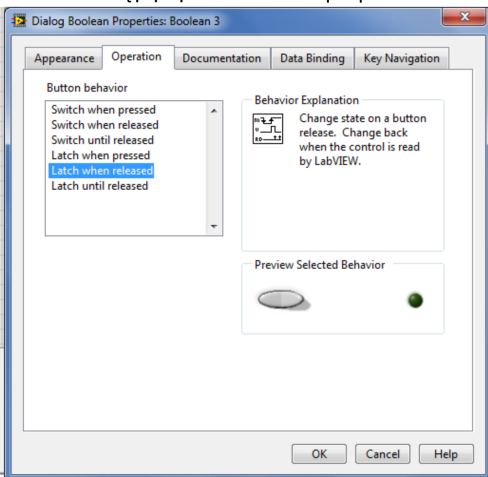 Dialog Boolean Properties: Boolean 3
Appearance Operation Documentation Data Binding Key Navigation
Button behavior
Switch when pressed
Switch when released
Switch until released
Latch when pressed
Latch when released
Latch until released
Behavior Explanation
Change state on a button
release. Change back
when the control is read
by LabVIEW.
Preview Selected Behavior
OK Cancel Help